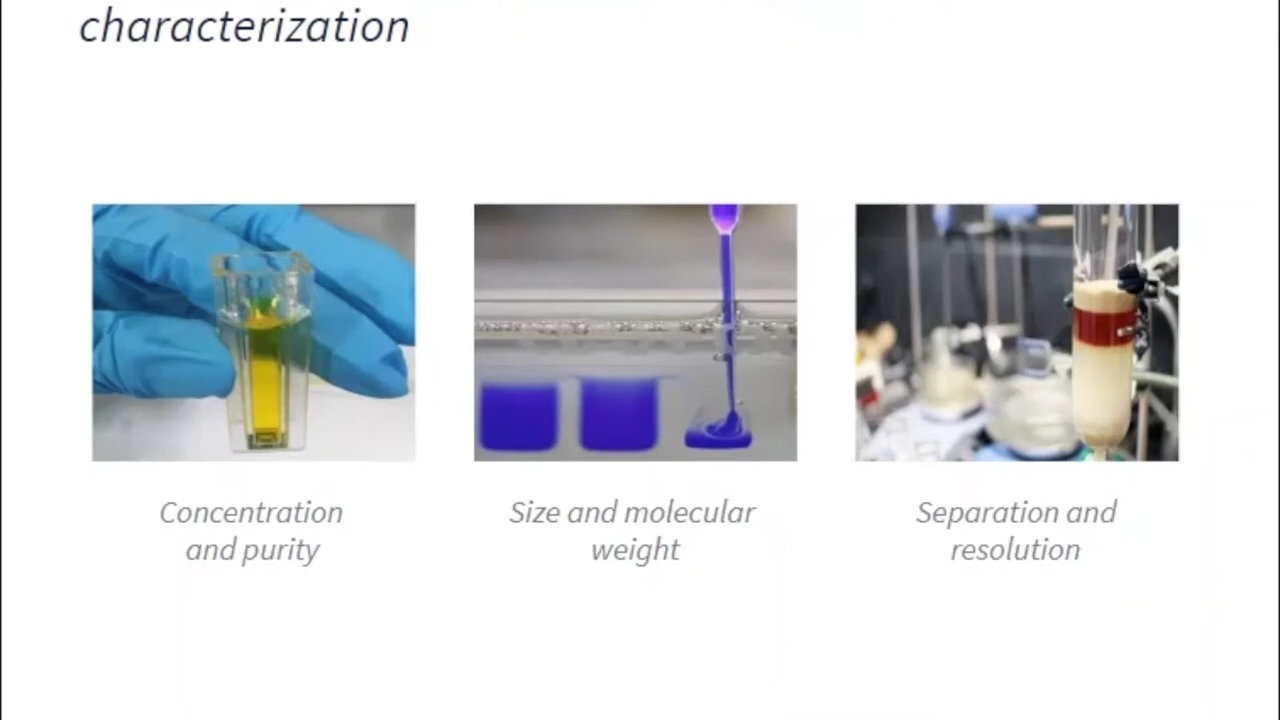 characterization
Concentration
and purity
Size and molecular
weight
Separation and
resolution